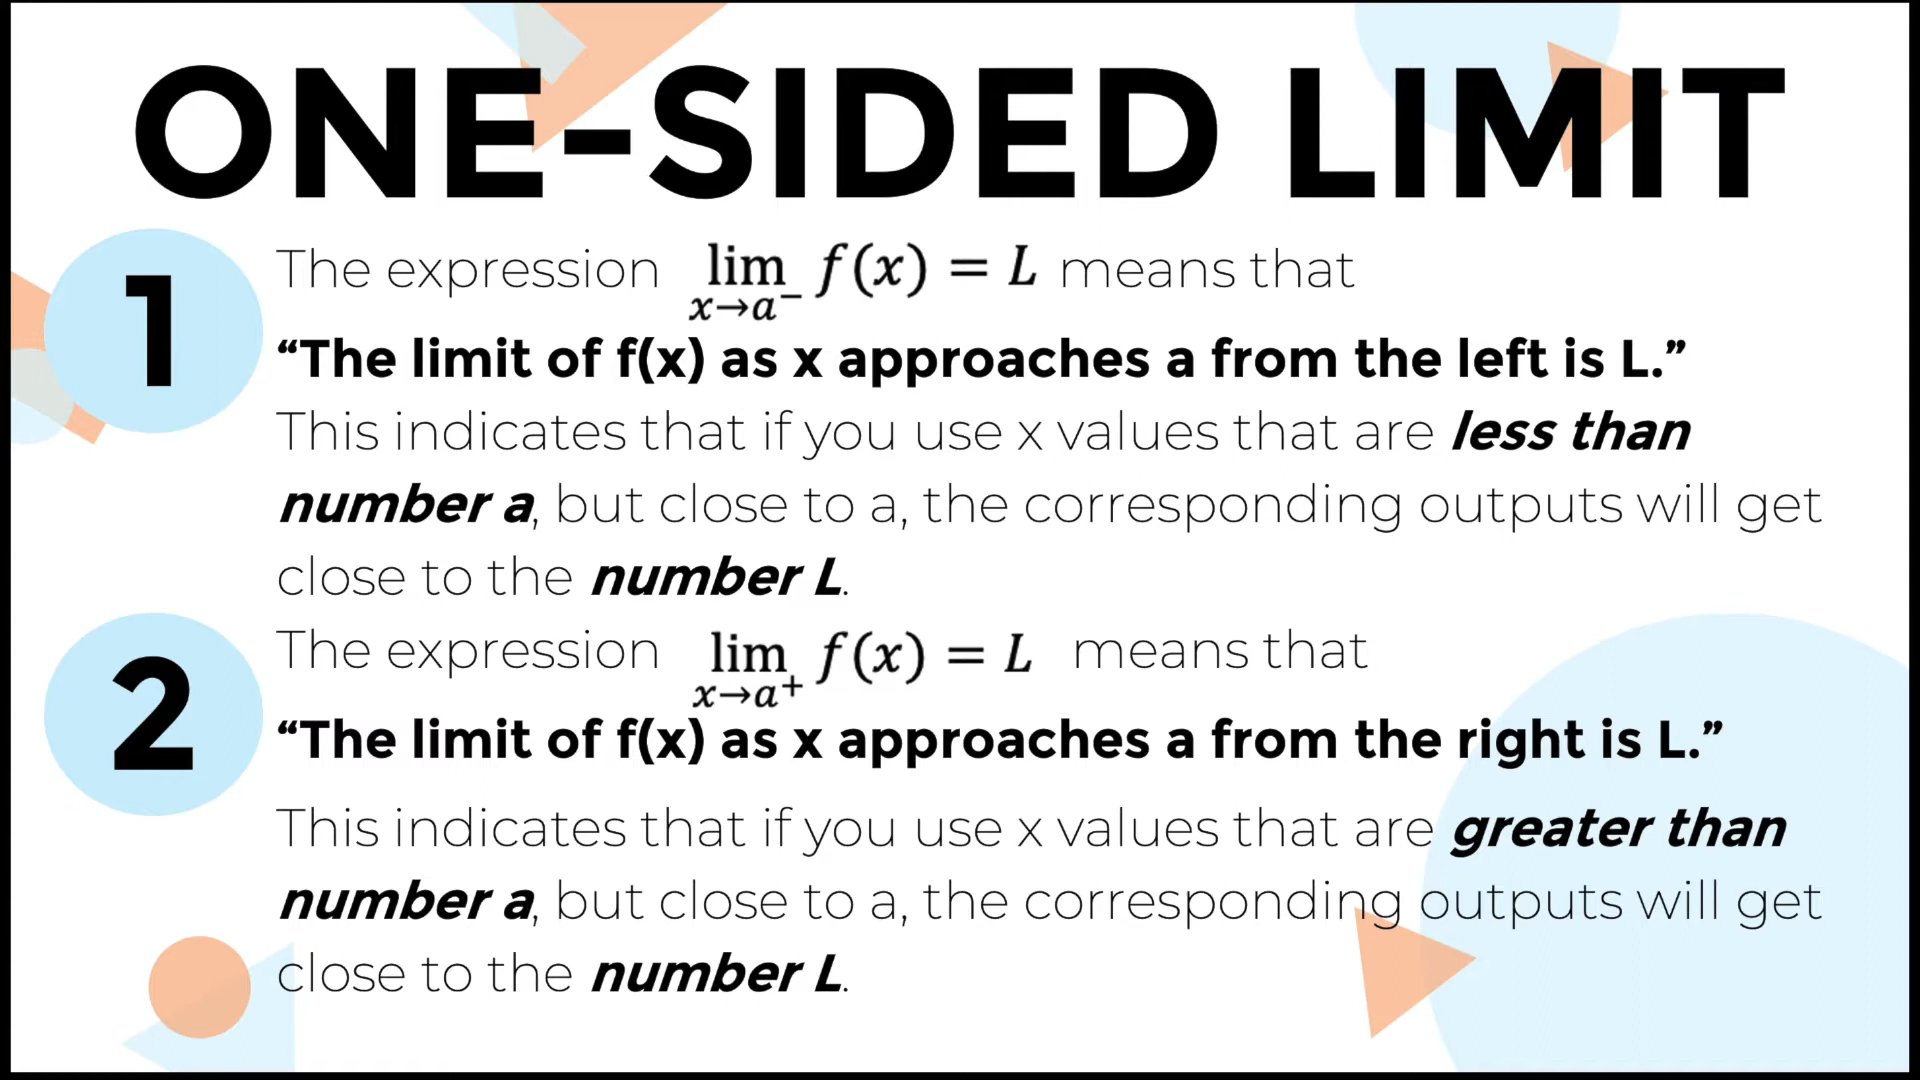 ONE-SIDED LIMIT
1
The expression lim x→a⁻ f(x) = L means that
“The limit of f(x) as x approaches a from the left is L.”
This indicates that if you use x values that are less than
number a, but close to a, the corresponding outputs will get
close to the number L.
2
The expression lim x→a⁺ f(x) = L means that
“The limit of f(x) as x approaches a from the right is L.”
This indicates that if you use x values that are greater than
number a, but close to a, the corresponding outputs will get
close to the number L.